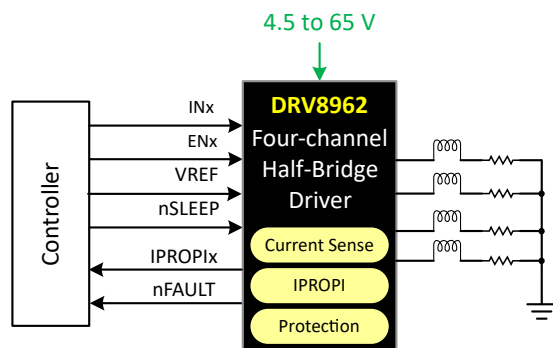 4.5 to 65 V
Controller
INx
ENx
VREF
nSLEEP
IPROPIx
nFAULT
DRV8962
Four-channel
Half-Bridge
Driver
Current Sense
IPROPI
Protection